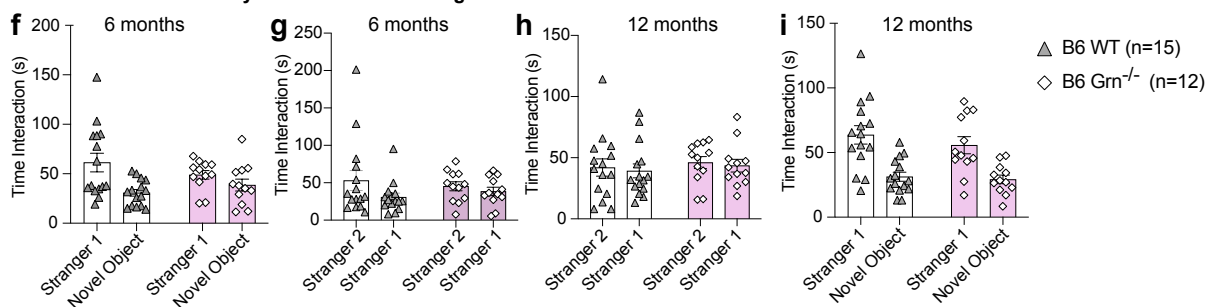 f 6 months
200
150
100
50
0
Time Interaction (s)
Stranger 1
Novel Object
Stranger 1
Novel Object
g 6 months
250
200
150
100
50
0
Time Interaction (s)
Stranger 2
Stranger 1
Stranger 2
Stranger 1
h 12 months
150
100
50
0
Time Interaction (s)
Stranger 2
Stranger 1
Stranger 2
Stranger 1
i 12 months
150
100
50
0
Time Interaction (s)
Stranger 1
Novel Object
Stranger 1
Novel Object
B6 WT (n=15)
B6 Grn-/- (n=12)